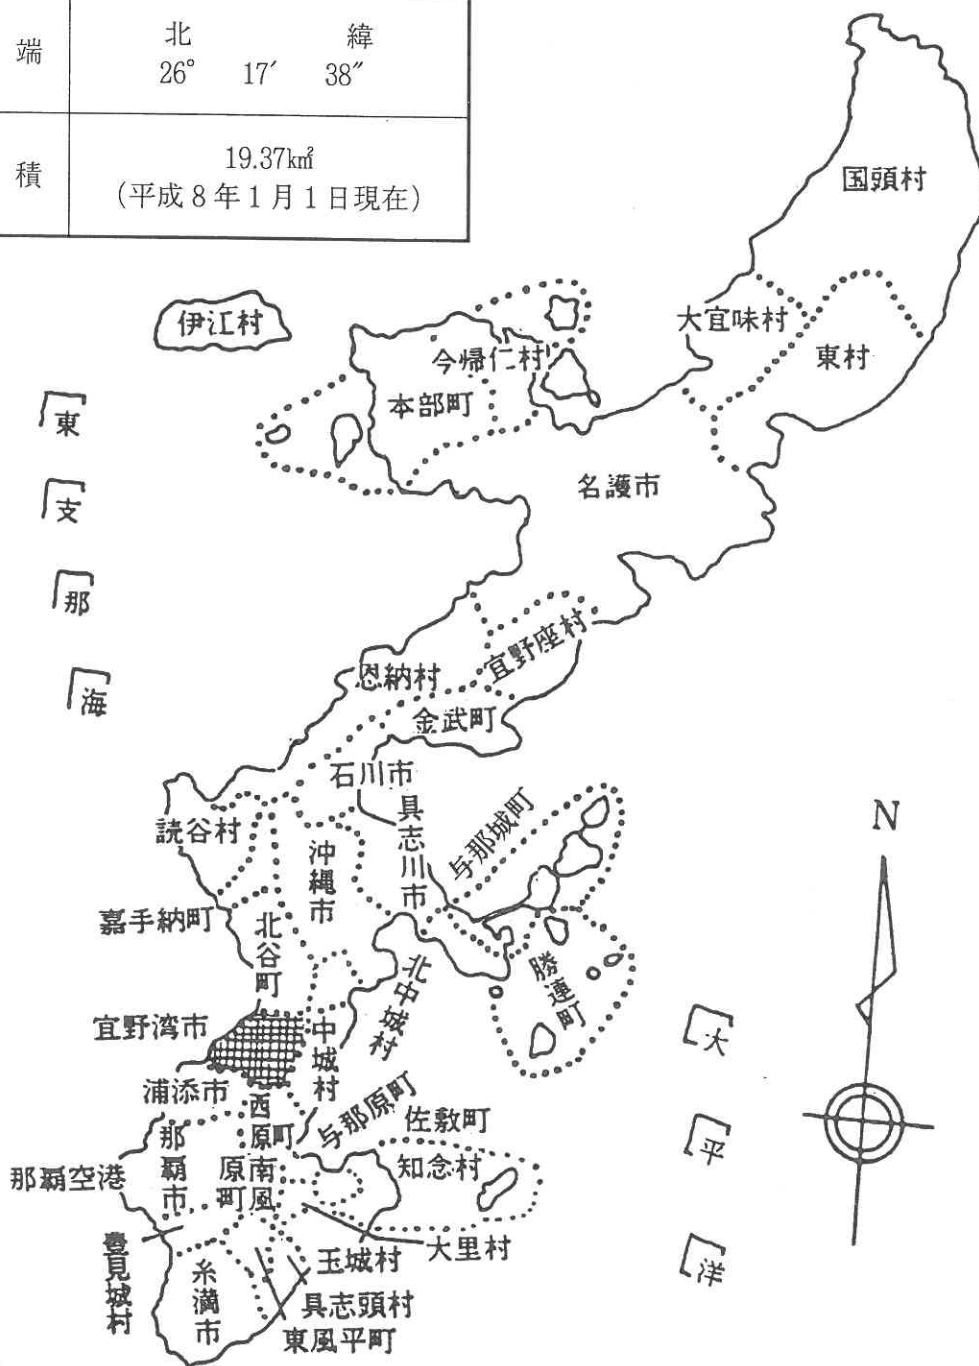 端
北 緯
26° 17′ 38″
積
19.37㎢
(平成8年1月1日現在)
国頭村
大宜味村
東村
伊江村
今帰仁村
本部町
名護市
東支那海
宜野座村
恩納村
金武町
石川市
具志川市
与那城町
読谷村
沖縄市
嘉手納町
北谷町
勝連町
北中城村
宜野湾市
中城村
浦添市
西原町
与那原町
佐敷町
知念村
那覇市
那覇空港
南風原町
大里村
玉城村
豊見城村
糸満市
具志頭村
東風平町
N
大平洋